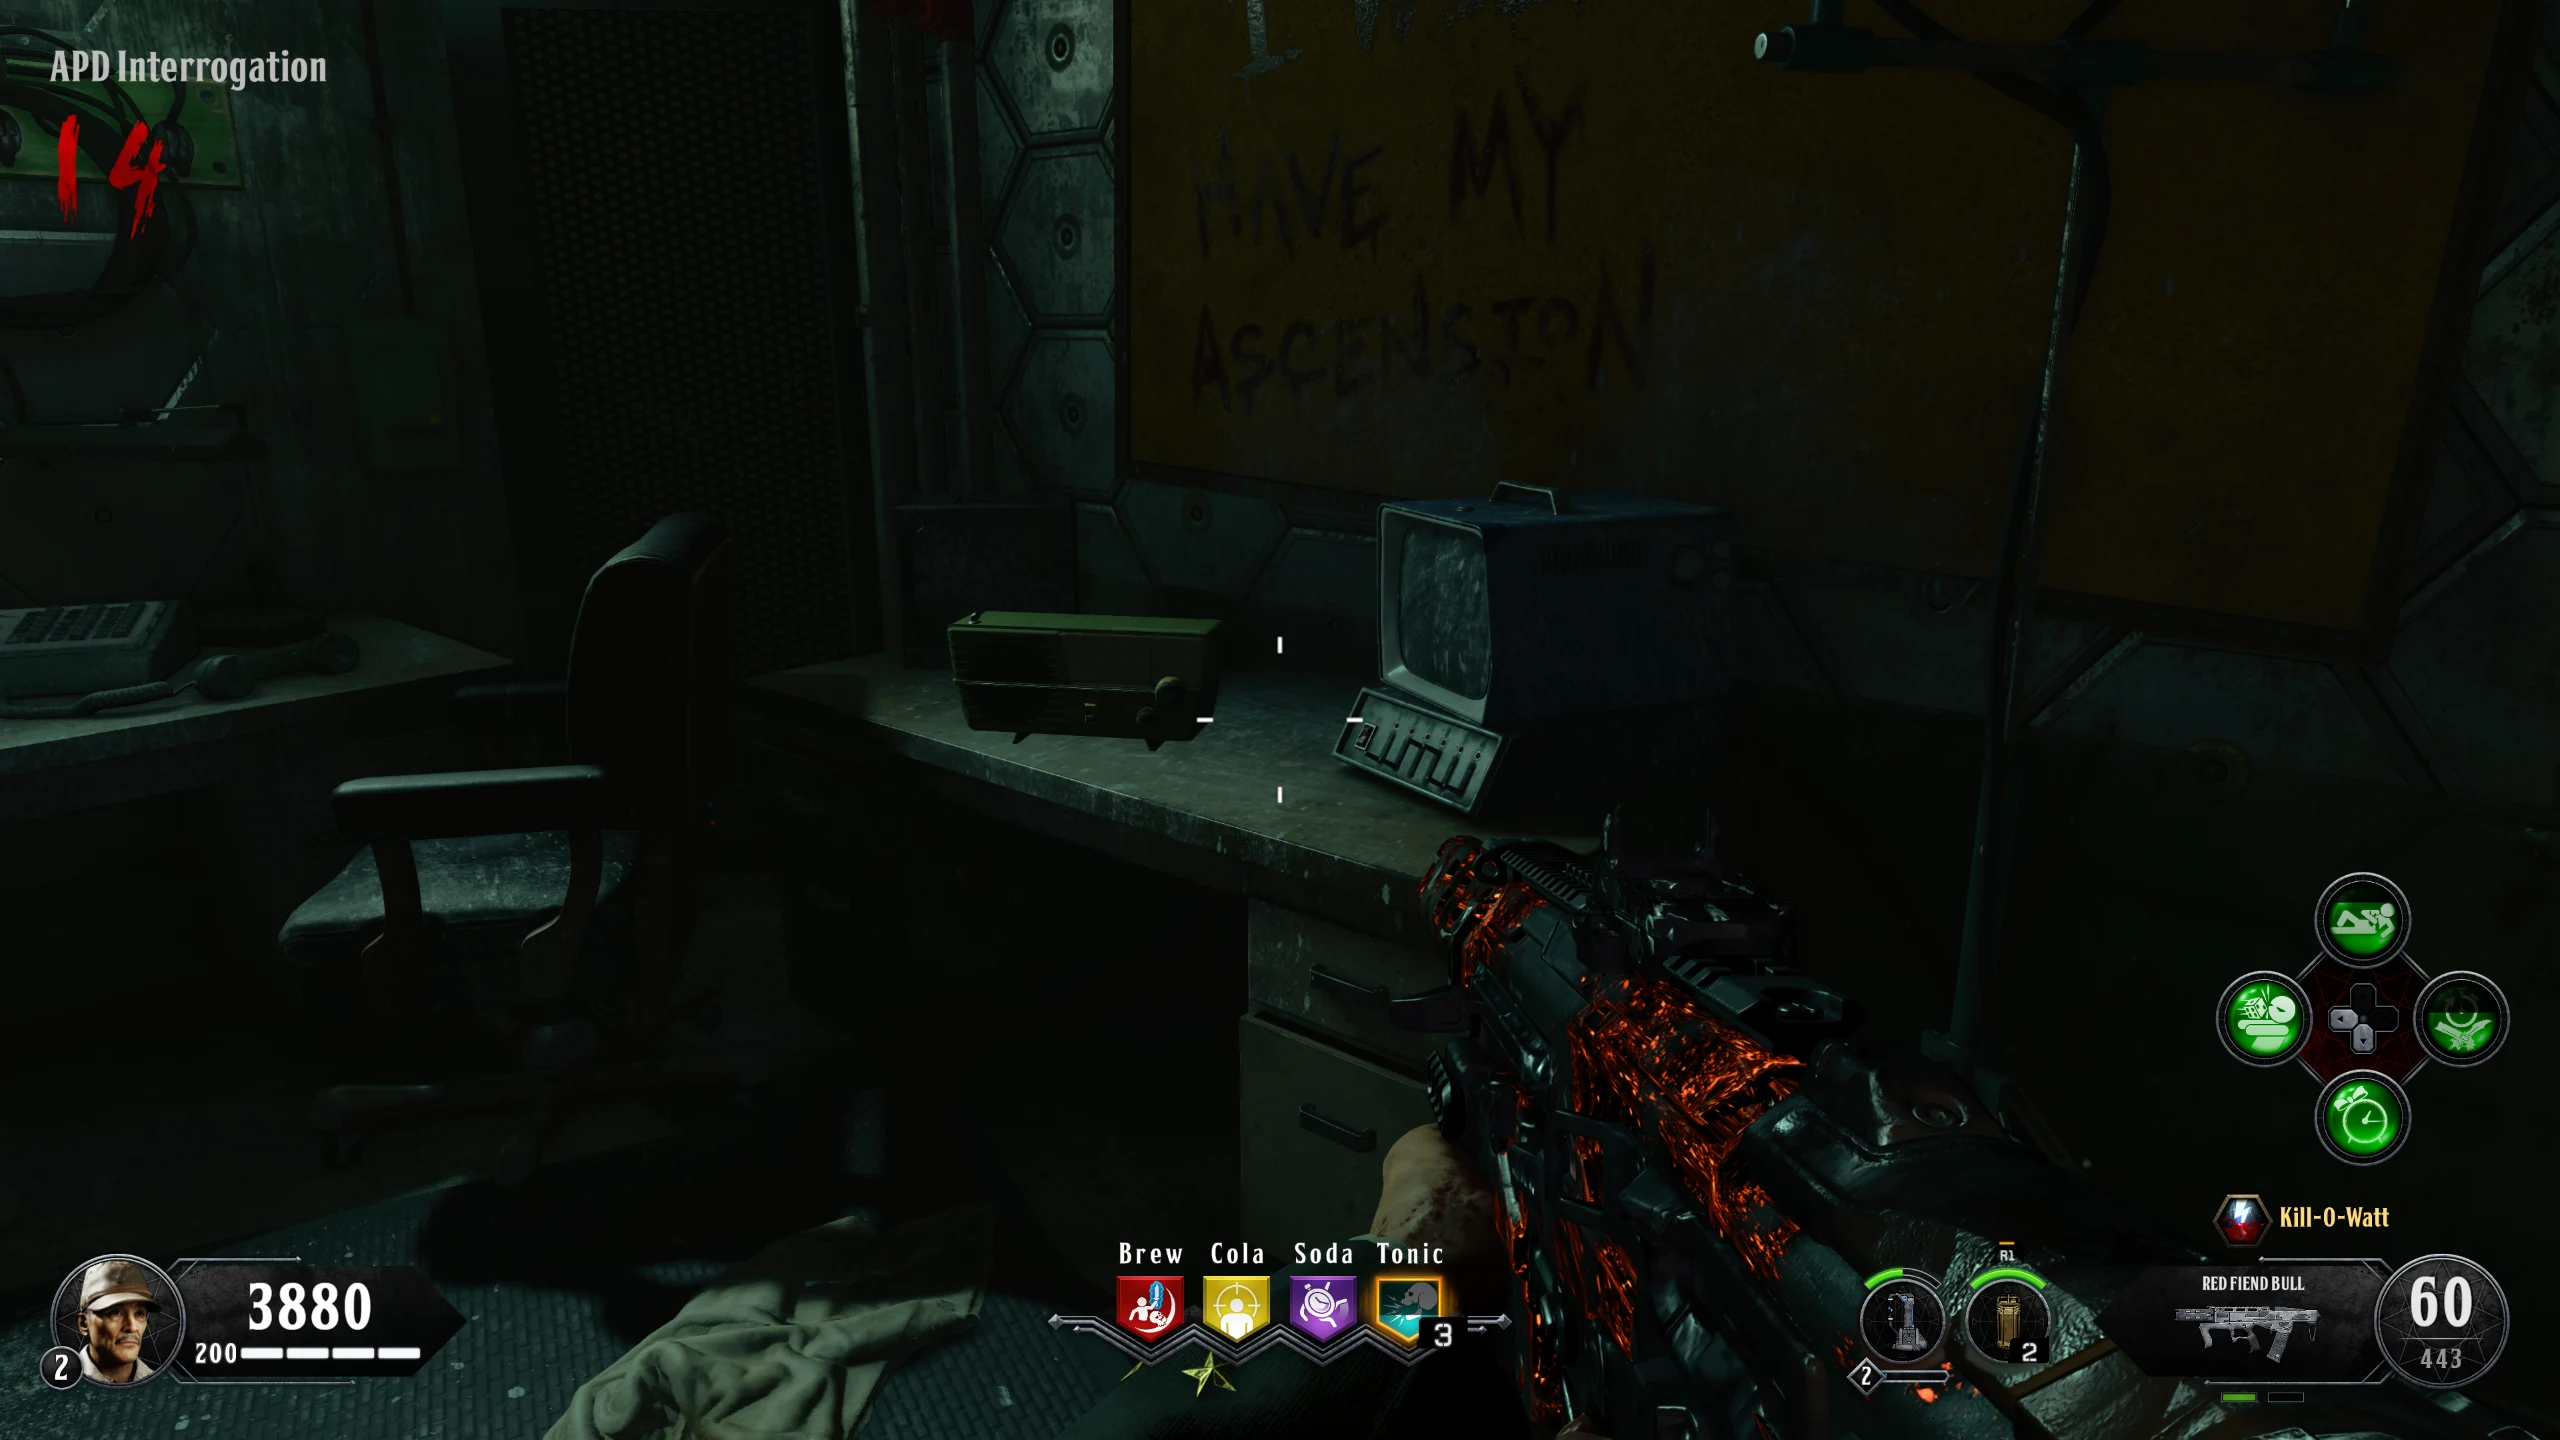 APD Interrogation
14
HAVE MY
ASCENSION
Brew Cola Soda Tonic
3
3880
200
2
Kill-O-Watt
R1
RED FIEND BULL
60
443
2
2